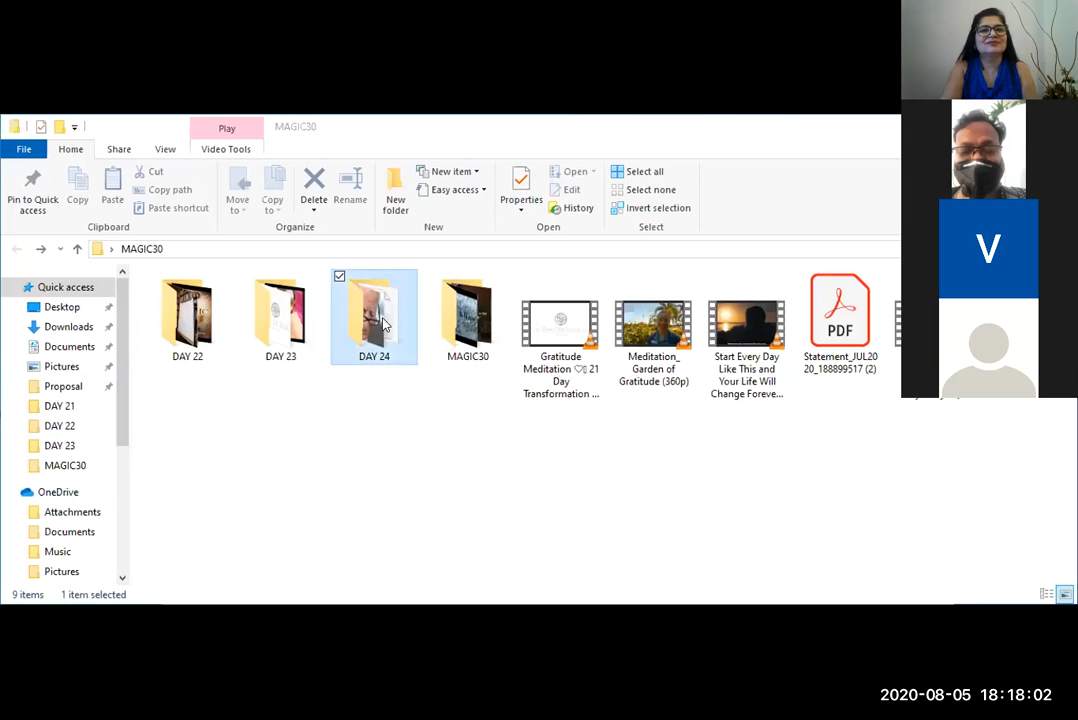 Play
MAGIC30
File
Home
Share
View
Video Tools
Pin to Quick access
Copy
Paste
Cut
Copy path
Paste shortcut
Clipboard
Move to
Copy to
Delete
Rename
Organize
New folder
New item
Easy access
New
Properties
Open
Edit
History
Open
Select all
Select none
Invert selection
Select
MAGIC30
Quick access
Desktop
Downloads
Documents
Pictures
Proposal
DAY 21
DAY 22
DAY 23
MAGIC30
OneDrive
Attachments
Documents
Music
Pictures
DAY 22
DAY 23
DAY 24
MAGIC30
Gratitude
Meditation ♡ 21
Day
Transformation ...
Meditation_
Garden of
Gratitude (360p)
Start Every Day
Like This and
Your Life Will
Change Foreve...
PDF
Statement_JUL20
20_188899517 (2)
V
9 items
1 item selected
2020-08-05 18:18:02